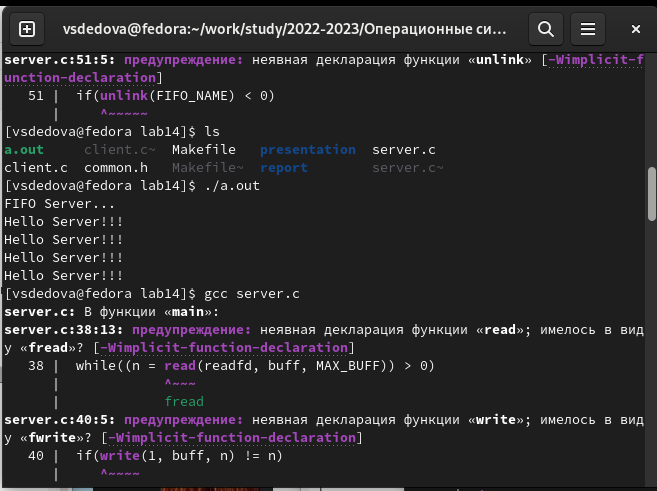 vsdedova@fedora:~/work/study/2022-2023/Операционные си...
server.c:51:5: предупреждение: неявная декларация функции «unlink» [-Wimplicit-f
unction-declaration]
51 | if(unlink(FIFO_NAME) < 0)
| ^~~~~~
[vsdedova@fedora lab14]$ ls
a.out client.c~ Makefile presentation server.c
client.c common.h Makefile~ report server.c~
[vsdedova@fedora lab14]$ ./a.out
FIFO Server...
Hello Server!!!
Hello Server!!!
Hello Server!!!
Hello Server!!!
[vsdedova@fedora lab14]$ gcc server.c
server.c: В функции «main»:
server.c:38:13: предупреждение: неявная декларация функции «read»; имелось в вид
у «fread»? [-Wimplicit-function-declaration]
38 | while((n = read(readfd, buff, MAX_BUFF)) > 0)
| ^~~~
| fread
server.c:40:5: предупреждение: неявная декларация функции «write»; имелось в вид
у «fwrite»? [-Wimplicit-function-declaration]
40 | if(write(1, buff, n) != n)
| ^~~~~